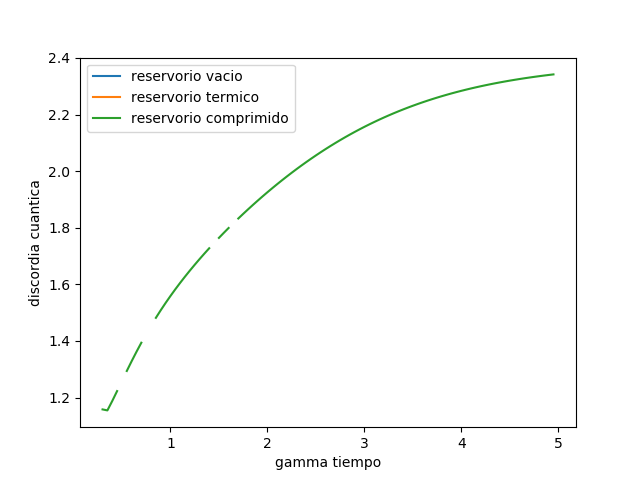 reservorio vacio
reservorio termico
reservorio comprimido
discordia cuantica
2.4
2.2
2.0
1.8
1.6
1.4
1.2
1 2 3 4 5
gamma tiempo